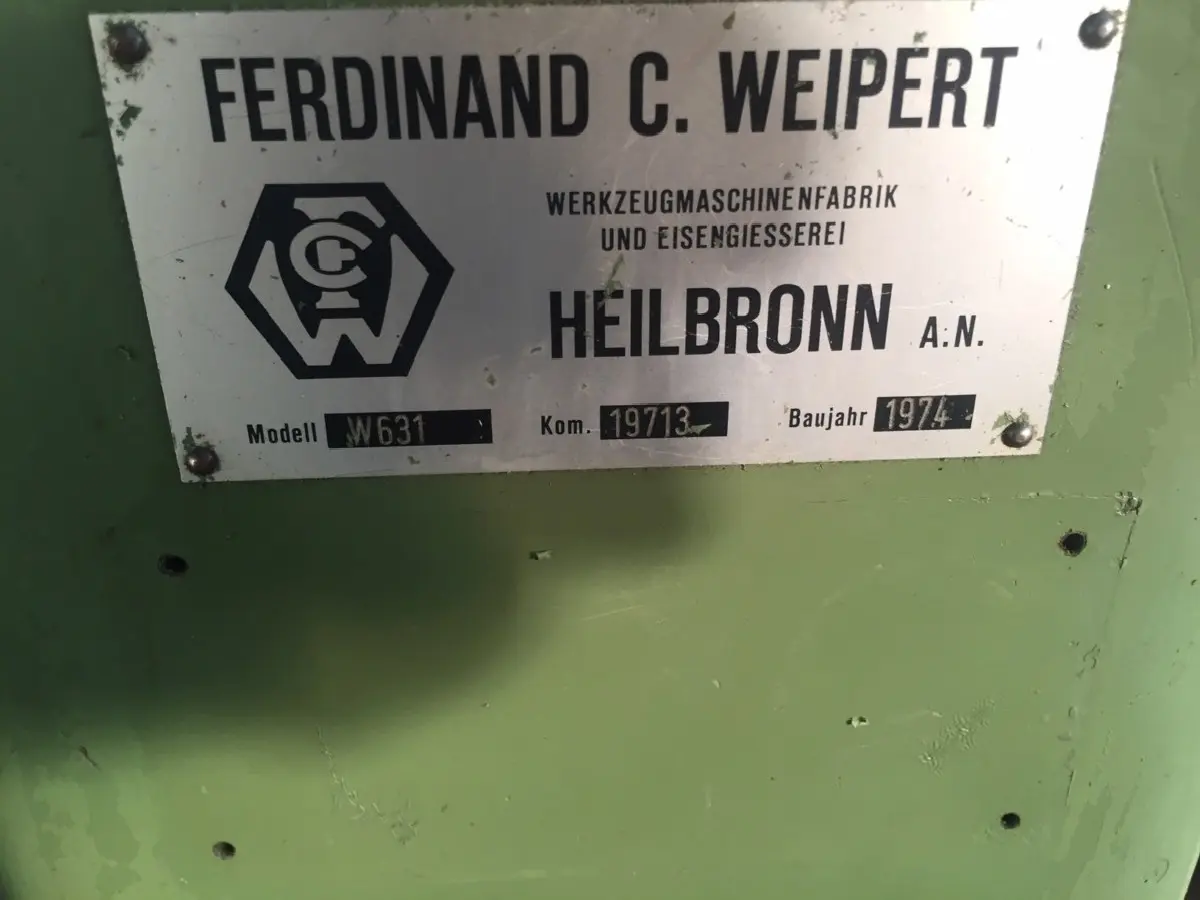 FERDINAND C. WEIPERT
WERKZEUGMASCHINENFABRIK
UND EISENGIESSEREI
HEILBRONN A.N.
Modell W631 Kom. 19713 Baujahr 1974